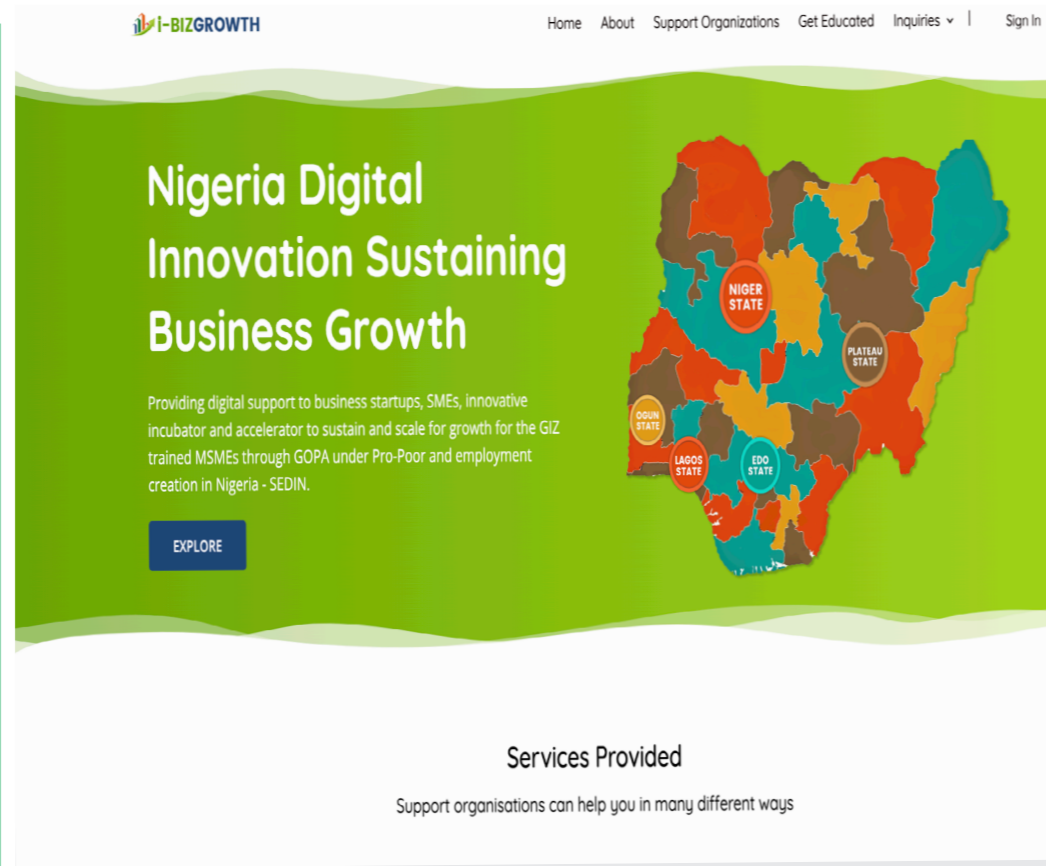 i-BIZGROWTH
Home About Support Organizations Get Educated Inquiries Sign In
Nigeria Digital
Innovation Sustaining
Business Growth
Providing digital support to business startups, SMEs, innovative
incubator and accelerator to sustain and scale for growth for the GIZ
trained MSMEs through GOPA under Pro-Poor and employment
creation in Nigeria - SEDIN.
EXPLORE
NIGER
STATE
PLATEAU
STATE
OGUN
STATE
LAGOS
STATE
EDO
STATE
Services Provided
Support organisations can help you in many different ways